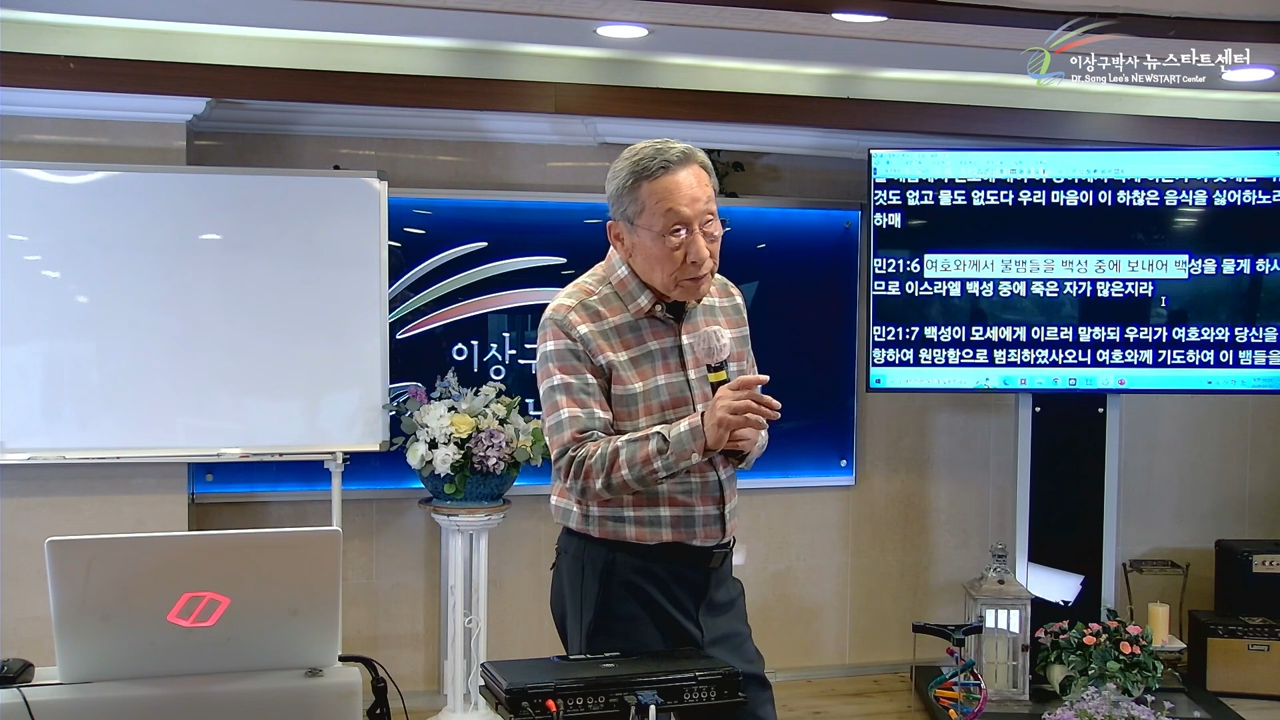 이상구박사 뉴스타트센터
Dr. Sang Lee's NEWSTART Center
것도 없고 물도 없도다 우리 마음이 이 하찮은 음식을 싫어하노라
하매
민21:6 여호와께서 불뱀들을 백성 중에 보내어 백성을 물게 하시
므로 이스라엘 백성 중에 죽은 자가 많은지라
민21:7 백성이 모세에게 이르러 말하되 우리가 여호와와 당신을
향하여 원망함으로 범죄하였사오니 여호와께 기도하여 이 뱀들을
이상구
Laney